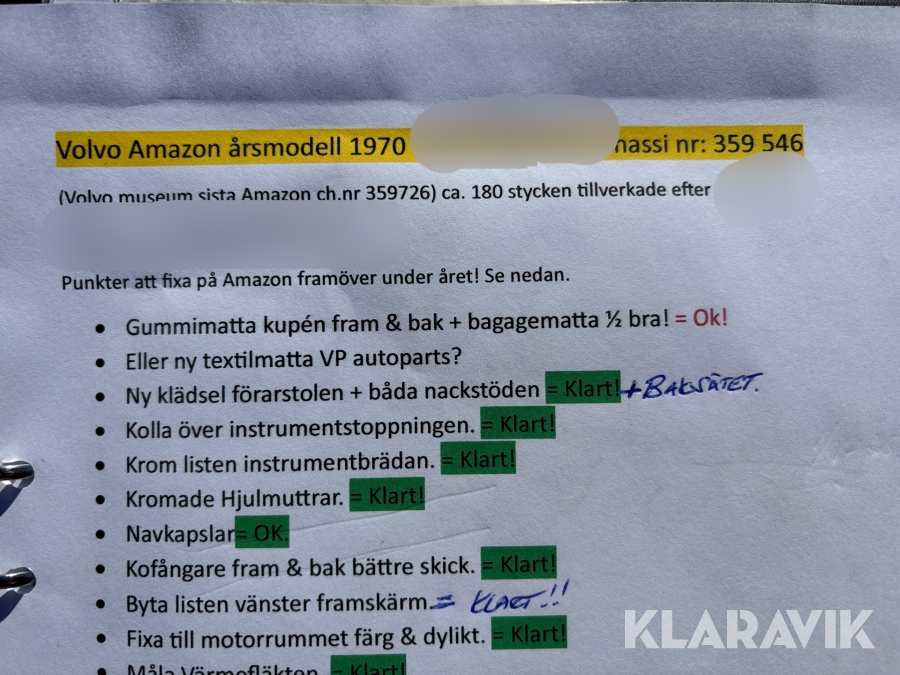 Volvo Amazon årsmodell 1970 hassi nr: 359 546
(Volvo museum sista Amazon ch.nr 359726) ca. 180 stycken tillverkade efter
Punkter att fixa på Amazon framöver under året! Se nedan.
• Gummimatta kupén fram & bak + bagagematta ½ bra! = Ok!
• Eller ny textilmatta VP autoparts?
• Ny klädsel förarstolen + båda nackstöden = Klart! + BAKSÄTET.
• Kolla över instrumentstoppningen. = Klart!
• Krom listen instrumentbrädan. = Klart!
• Kromade Hjulmuttrar. = Klart!
• Navkapslar= OK.
• Kofångare fram & bak bättre skick. = Klart!
• Byta listen vänster framskärm. = KLART!!
• Fixa till motorrummet färg & dylikt. = Klart!
• Måla Värmefläkten. = Klart!
KLARAVIK